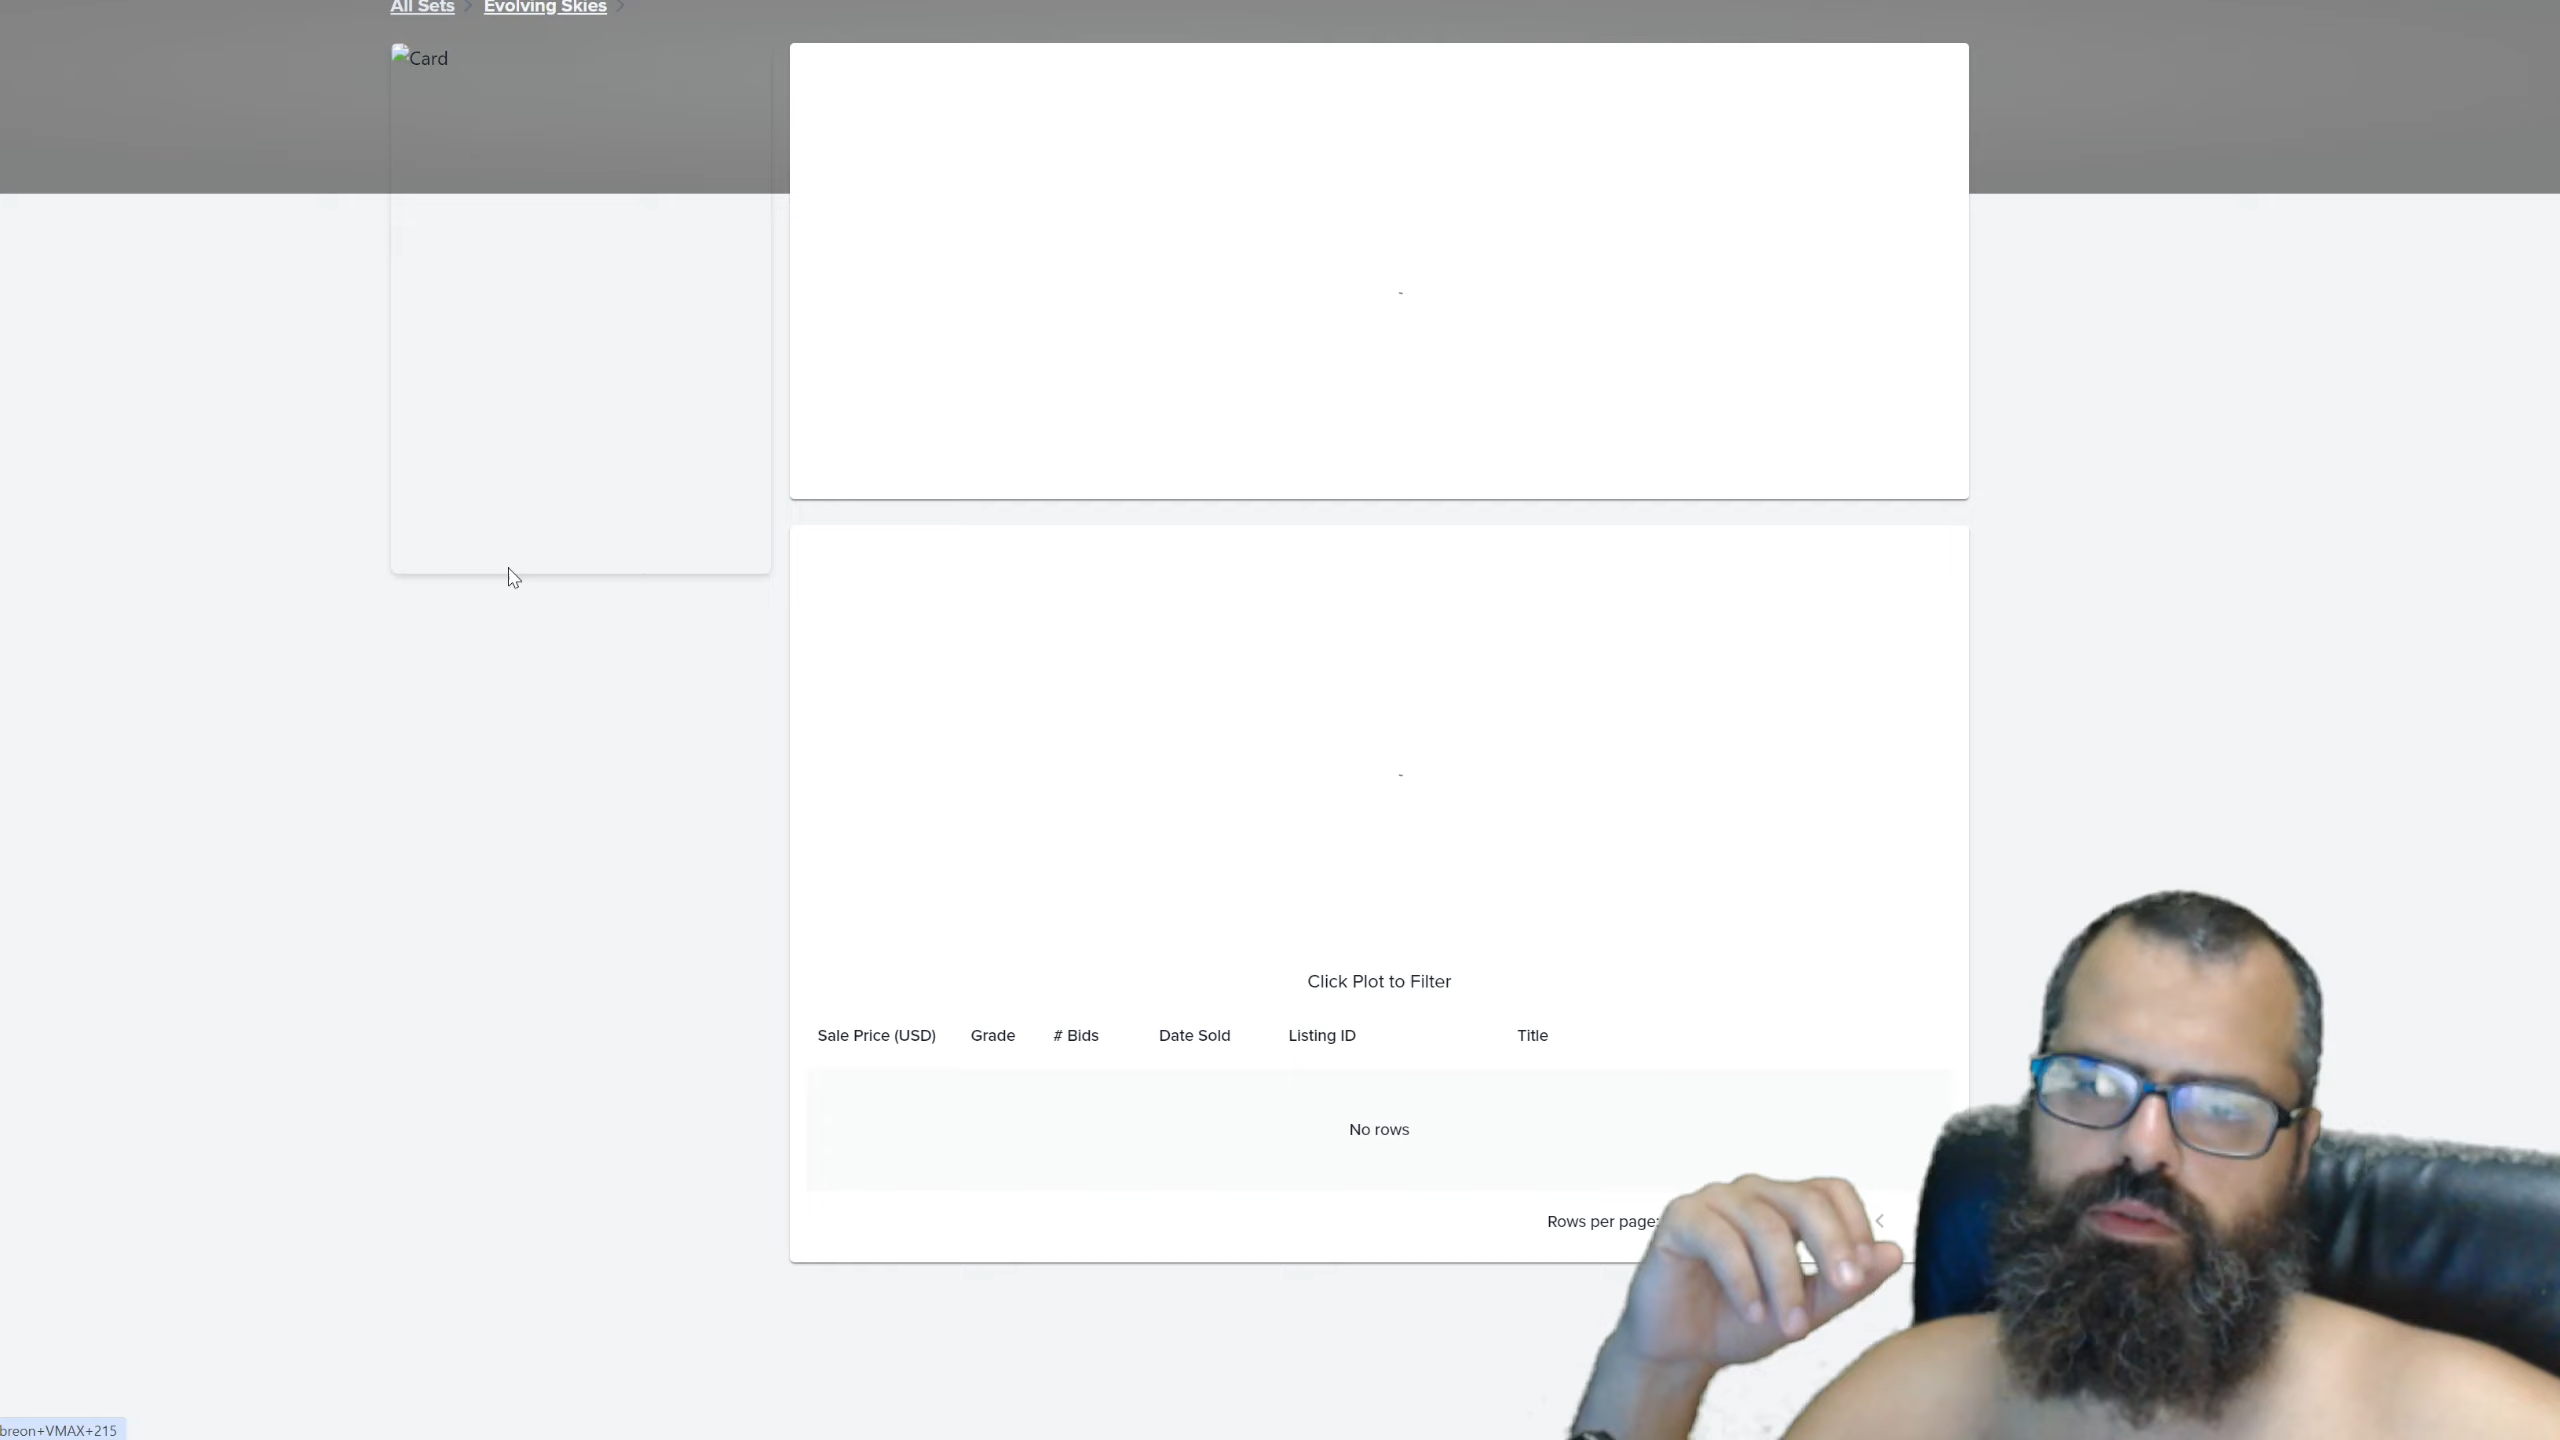 All Sets > Evolving Skies >
Card
-
-
Click Plot to Filter
Sale Price (USD) Grade # Bids Date Sold Listing ID Title
No rows
Rows per page:
breon+VMAX+215